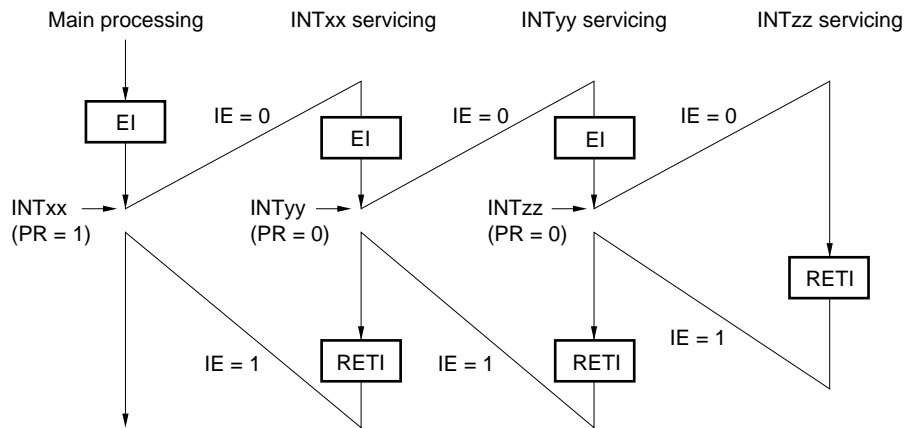 Main processing
INTxx servicing
INTyy servicing
INTzz servicing
EI
IE = 0
EI
IE = 0
EI
IE = 0
INTxx
(PR = 1)
INTyy
(PR = 0)
INTzz
(PR = 0)
RETI
IE = 1
RETI
IE = 1
RETI
IE = 1